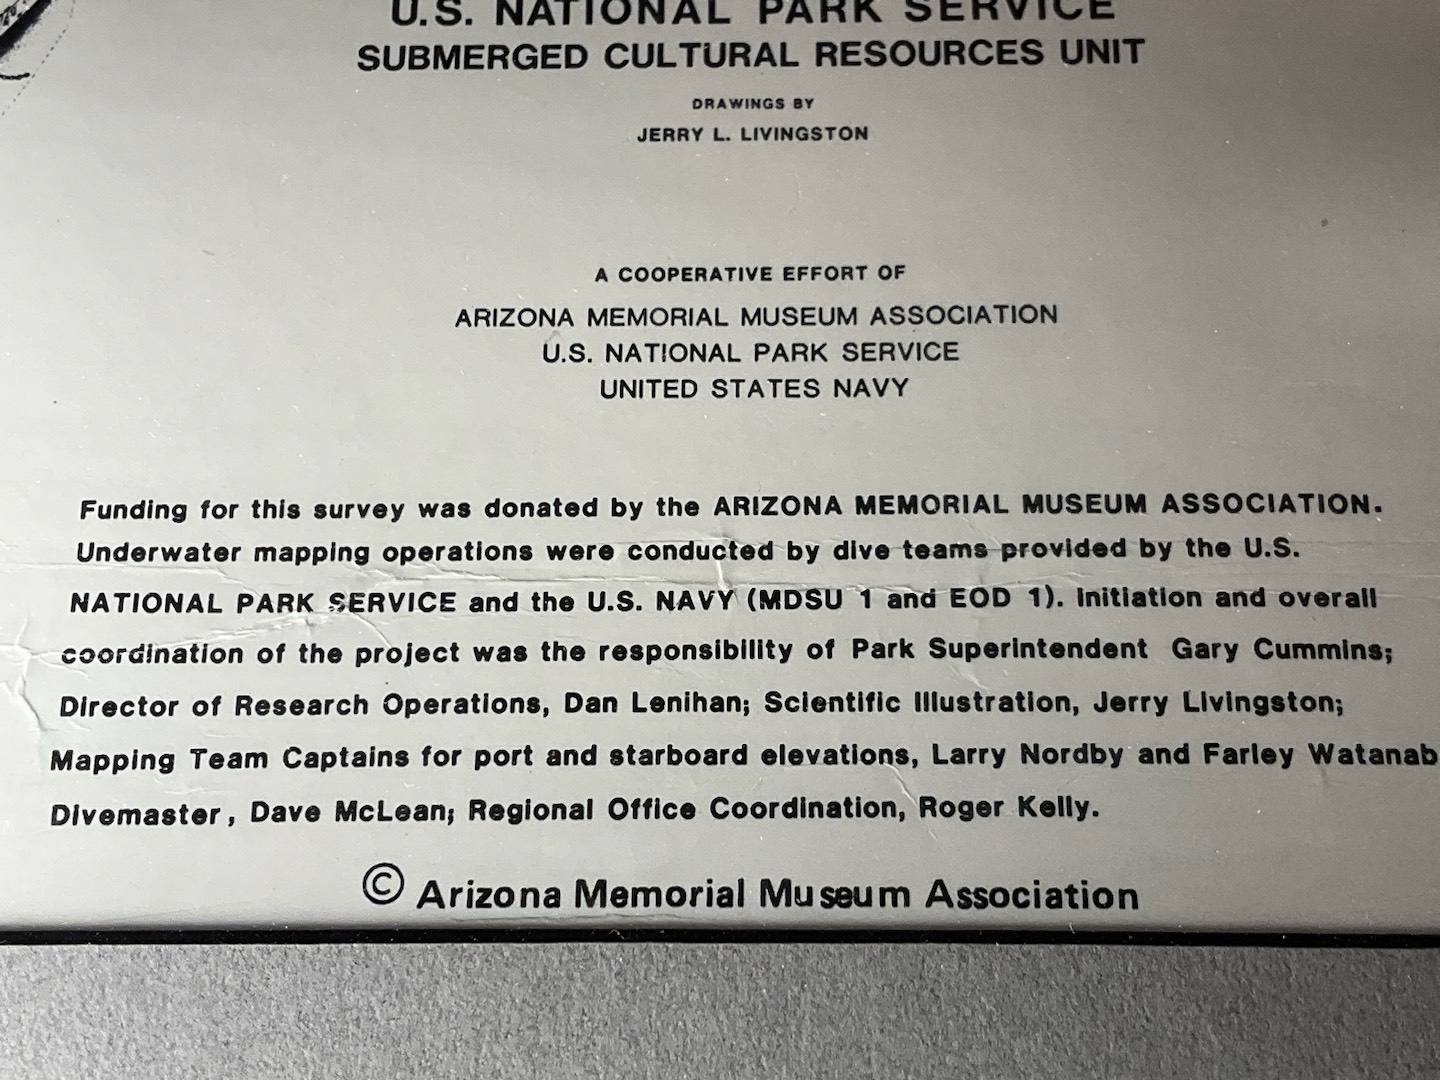 U.S. NATIONAL PARK SERVICE
SUBMERGED CULTURAL RESOURCES UNIT
DRAWINGS BY
JERRY L. LIVINGSTON
A COOPERATIVE EFFORT OF
ARIZONA MEMORIAL MUSEUM ASSOCIATION
U.S. NATIONAL PARK SERVICE
UNITED STATES NAVY
Funding for this survey was donated by the ARIZONA MEMORIAL MUSEUM ASSOCIATION.
Underwater mapping operations were conducted by dive teams provided by the U.S.
NATIONAL PARK SERVICE and the U.S. NAVY (MDSU 1 and EOD 1). Initiation and overall
coordination of the project was the responsibility of Park Superintendent Gary Cummins;
Director of Research Operations, Dan Lenihan; Scientific Illustration, Jerry Livingston;
Mapping Team Captains for port and starboard elevations, Larry Nordby and Farley Watanab
Divemaster, Dave McLean; Regional Office Coordination, Roger Kelly.
© Arizona Memorial Museum Association